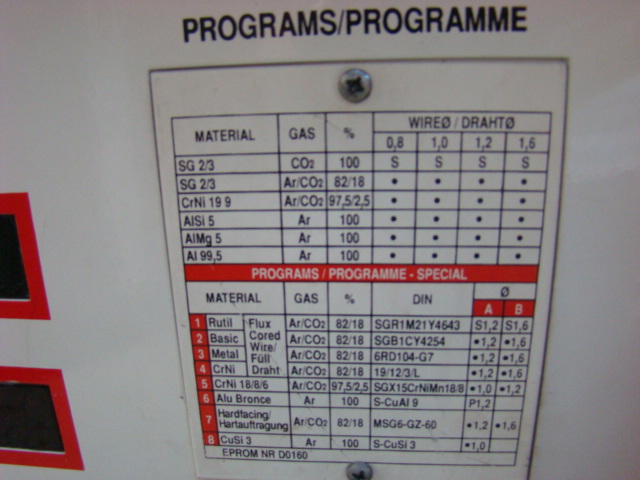 PROGRAMS/PROGRAMME
MATERIAL GAS % WIREØ / DRAHTØ
0,8 1,0 1,2 1,6
SG 2/3 CO2 100 S S S S
SG 2/3 Ar/CO2 82/18 • • • •
CrNi 19 9 Ar/CO2 97,5/2,5 • • • •
AlSi 5 Ar 100 • • • •
AlMg 5 Ar 100 • • • •
Al 99,5 Ar 100 • • • •
PROGRAMS / PROGRAMME - SPECIAL
MATERIAL GAS % DIN Ø
A B
1 Rutil Flux Ar/CO2 82/18 SGR1M21Y4643 S1,2 S1,6
2 Basic Cored Ar/CO2 82/18 SGB1CY4254 •1,2 •1,6
3 Metal Wire/ Füll Ar/CO2 82/18 6RD104-G7 •1,2 •1,6
4 CrNi Draht Ar/CO2 82/18 19/12/3/L •1,2 •1,6
5 CrNi 18/8/6 Ar/CO2 97,5/2,5 SGX15CrNiMn18/8 •1,0 •1,2
6 Alu Bronce Ar 100 S-CuAl 9 P1,2
7 Hardfacing/ Hartauftragung Ar/CO2 82/18 MSG6-GZ-60 •1,2 •1,6
8 CuSi 3 Ar 100 S-CuSi 3 •1,0
EPROM NR D0160